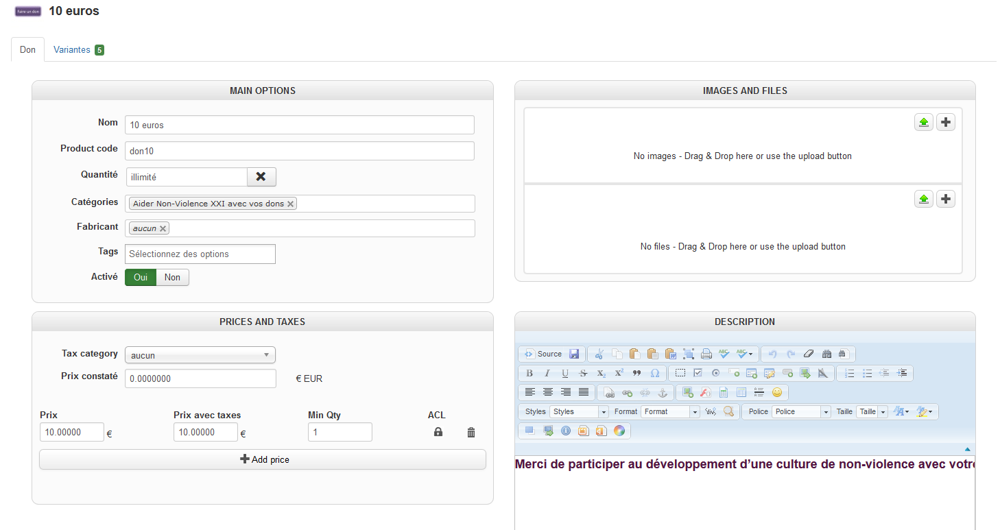 Faire un don 10 euros
Don Variantes 5
MAIN OPTIONS
Nom 10 euros
Product code don10
Quantité illimité
Catégories Aider Non-Violence XXI avec vos dons
Fabricant aucun
Tags Sélectionnez des options
Activé Oui Non
IMAGES AND FILES
No images - Drag & Drop here or use the upload button
No files - Drag & Drop here or use the upload button
PRICES AND TAXES
Tax category aucun
Prix constaté 0.0000000 € EUR
Prix Prix avec taxes Min Qty ACL
10.00000 € 10.00000 € 1
Add price
DESCRIPTION
Source
Styles Styles Format Format Police Police Taille Taille
Merci de participer au développement d’une culture de non-violence avec votre